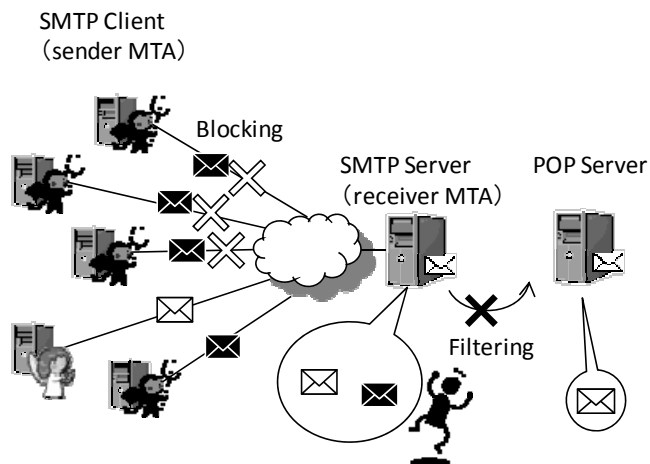 SMTP Client
（sender MTA）
Blocking
SMTP Server
（receiver MTA）
POP Server
Filtering